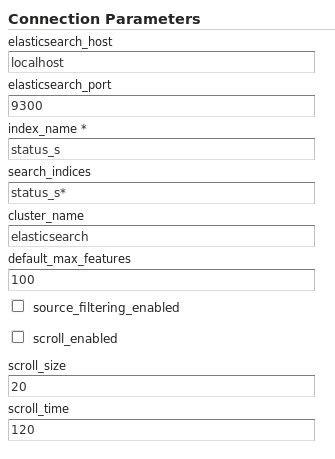 Connection Parameters
elasticsearch_host
localhost
elasticsearch_port
9300
index_name *
status_s
search_indices
status_s*
cluster_name
elasticsearch
default_max_features
100
source_filtering_enabled
scroll_enabled
scroll_size
20
scroll_time
120